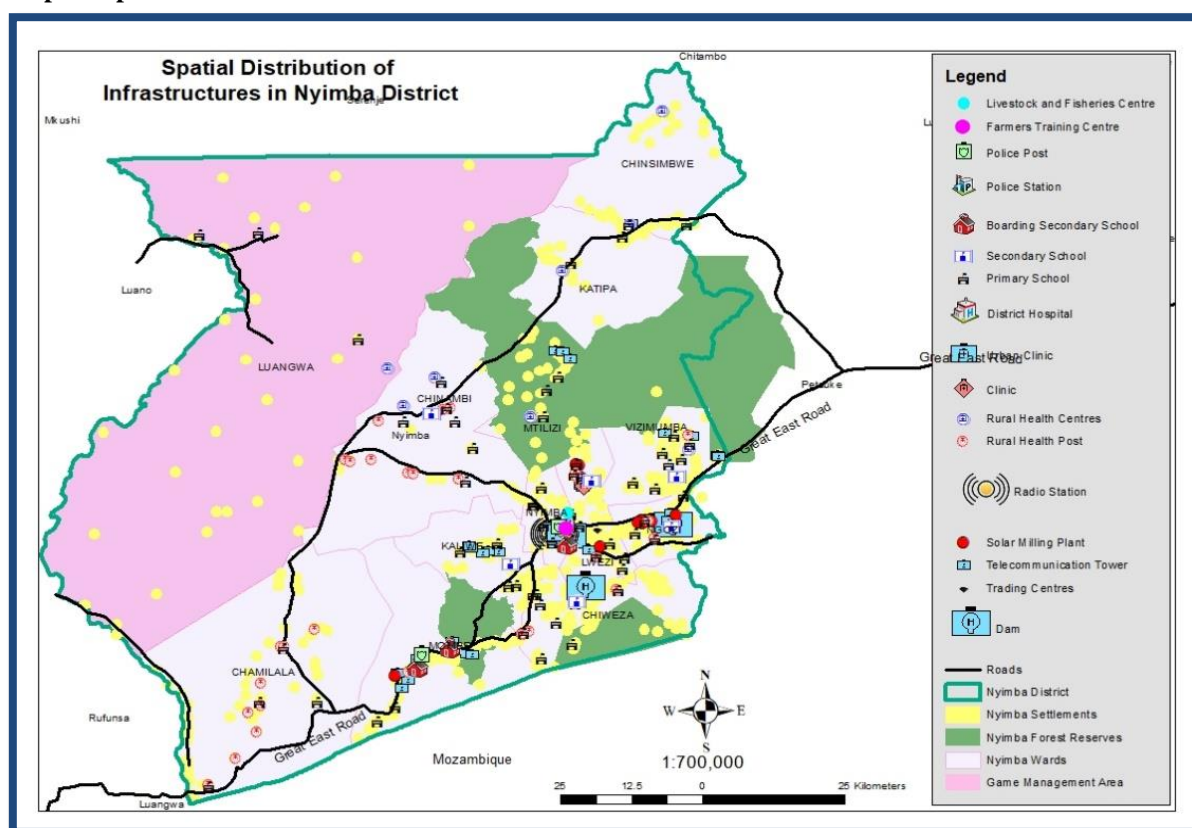 Spatial Distribution of
Infrastructures in Nyimba District
Chitambo
Mkushi
CHINSIMBWE
Luano
KATIPA
LUANGWA
CHINAMBI
Nyimba
MTILIZI
VIZIMUMBA
Petauke
Great East Road
Great East Road
NYIMBA
LWEZI
CHIWEZA
CHAMILALA
Rufunsa
Great East Road
Mozambique
Luangwa
N
W E
S
1:700,000
25 12.5 0 25 Kilometers
Legend
Livestock and Fisheries Centre
Farmers Training Centre
Police Post
Police Station
Boarding Secondary School
Secondary School
Primary School
District Hospital
Urban Clinic
Clinic
Rural Health Centres
Rural Health Post
Radio Station
Solar Milling Plant
Telecommunication Tower
Trading Centres
Dam
Roads
Nyimba District
Nyimba Settlements
Nyimba Forest Reserves
Nyimba Wards
Game Management Area